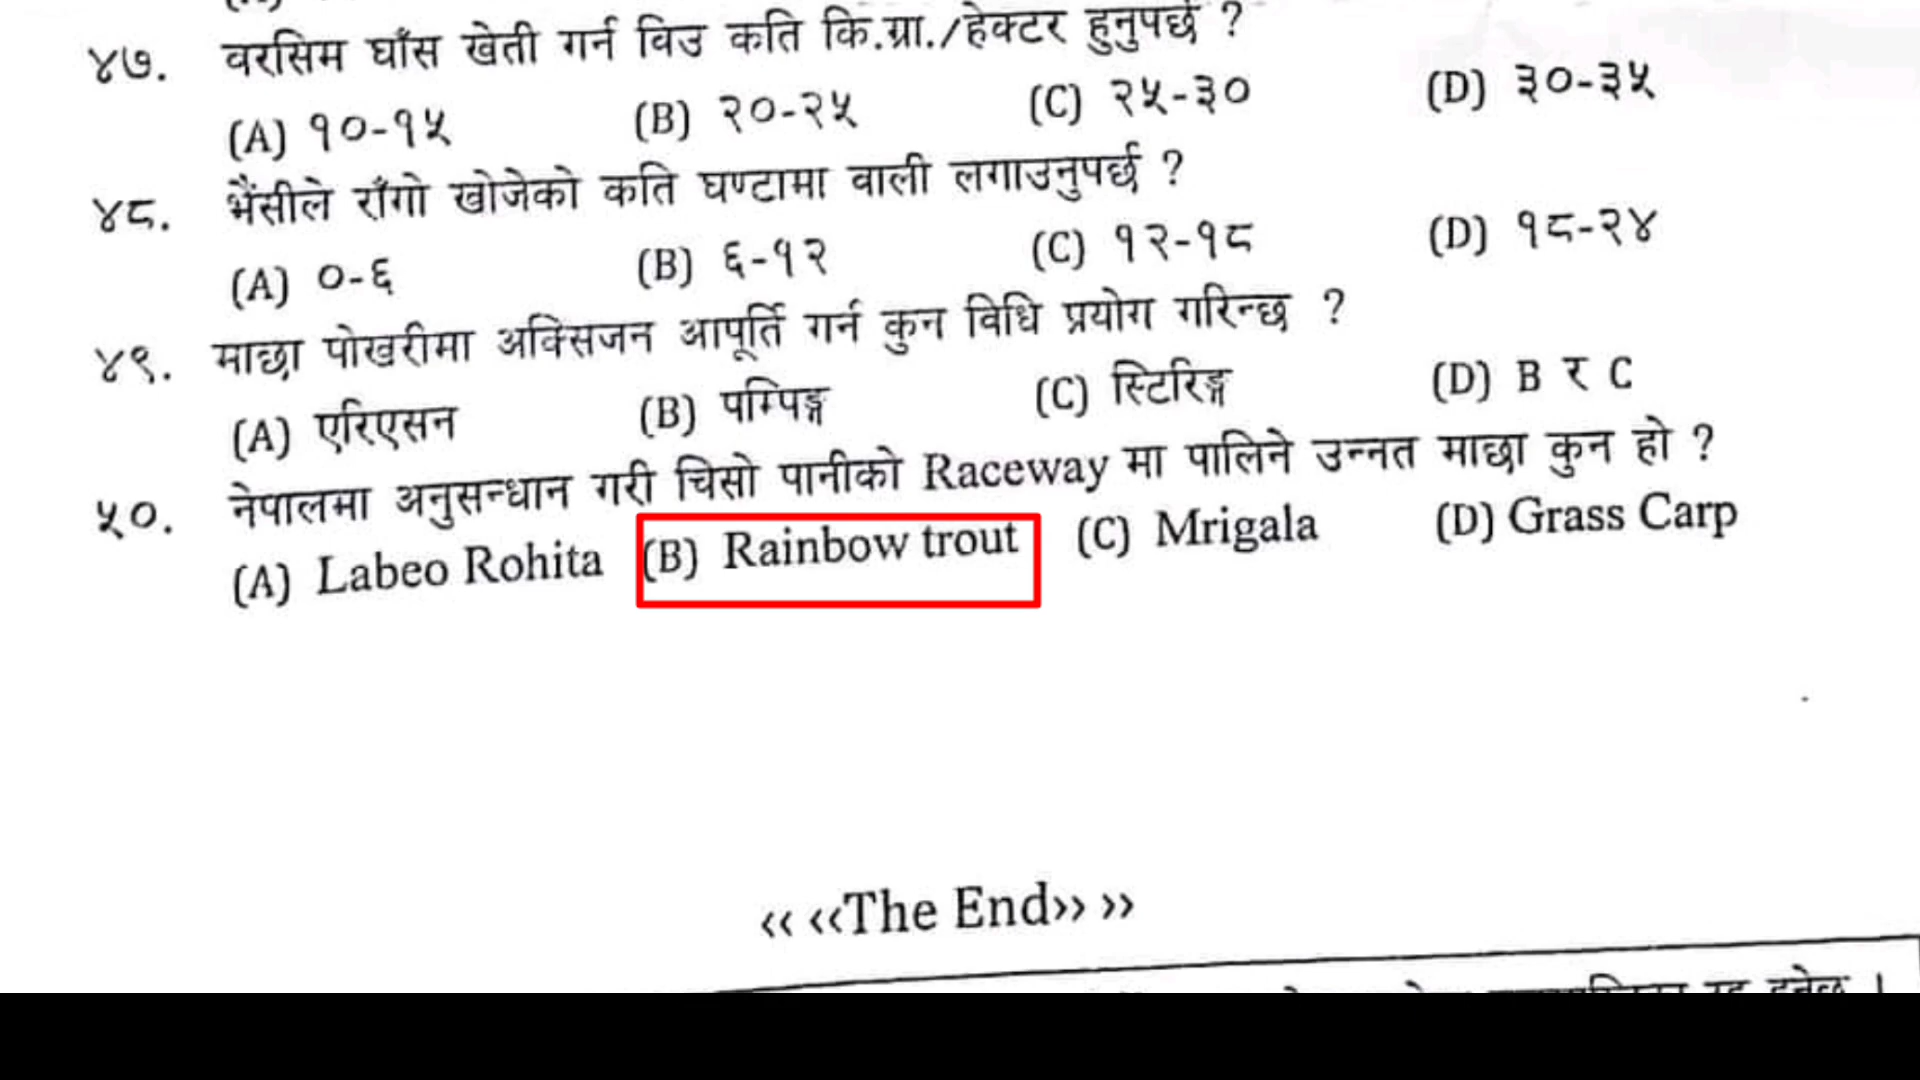 ४७. वरसिम घाँस खेती गर्न विउ कति कि.ग्रा./हेक्टर हुनुपर्छ ?
(A) १०-१५ (B) २०-२५ (C) २५-३० (D) ३०-३५
४८. भैंसीले राँगो खोजेको कति घण्टामा वाली लगाउनुपर्छ ?
(A) ०-६ (B) ६-१२ (C) १२-१८ (D) १८-२४
४९. माछा पोखरीमा अक्सिजन आपूर्ति गर्न कुन विधि प्रयोग गरिन्छ ?
(A) एरिएसन (B) पम्पिङ्ग (C) स्टिरिङ्ग (D) B र C
५०. नेपालमा अनुसन्धान गरी चिसो पानीको Raceway मा पालिने उन्नत माछा कुन हो ?
(A) Labeo Rohita (B) Rainbow trout (C) Mrigala (D) Grass Carp
‹‹ ‹‹The End›› ››